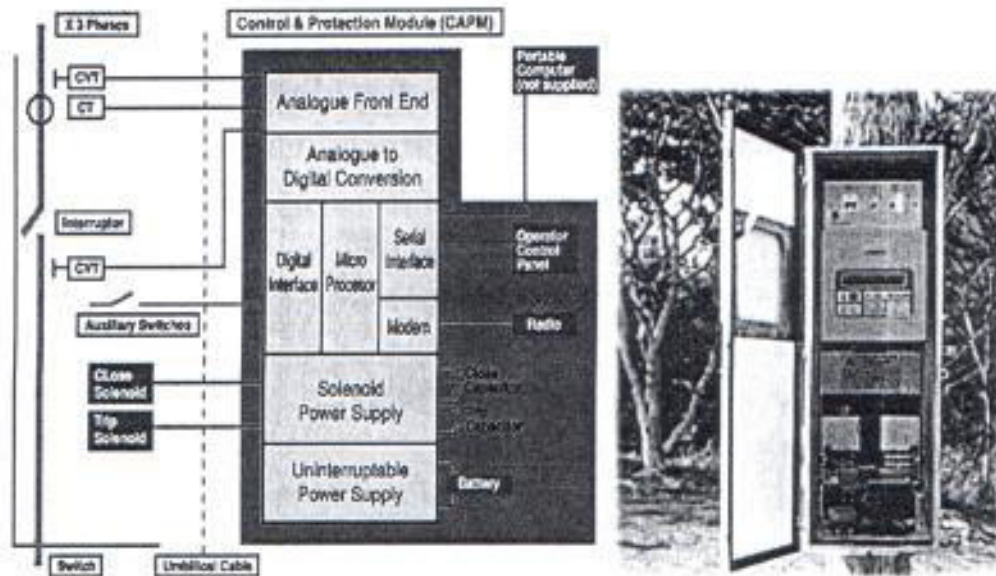 X 3 Phases
Control & Protection Module (CAPM)
CVT
CT
Portable
Computer
(not supplied)
Analogue Front End
Analogue to
Digital Conversion
Interruptor
CVT
Digital
Interface
Micro
Procesor
Serial
Interface
Modem
Operator
Control
Panel
Radio
Auxiliary Switches
CLose
Solenoid
Trip
Solenoid
Solenoid
Power Supply
Close
Capacitor
Trip
Capacitor
Uninterruptable
Power Supply
Battery
Switch
Umbilical Cable